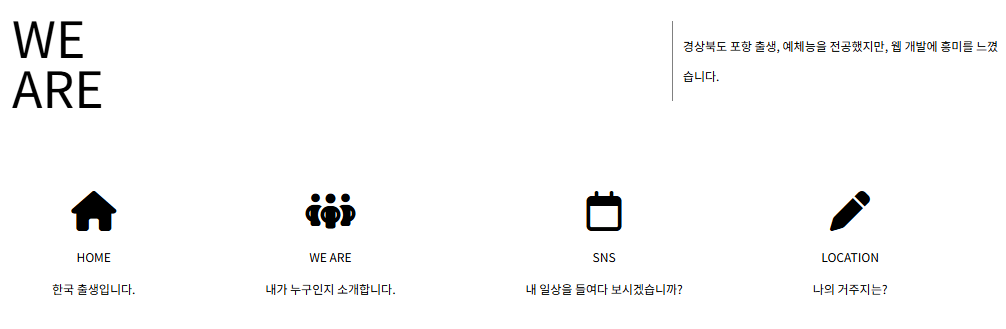 WE
ARE
경상북도 포항 출생, 예체능을 전공했지만, 웹 개발에 흥미를 느꼈
습니다.
HOME
WE ARE
SNS
LOCATION
한국 출생입니다.
내가 누구인지 소개합니다.
내 일상을 들여다 보시겠습니까?
나의 거주지는?